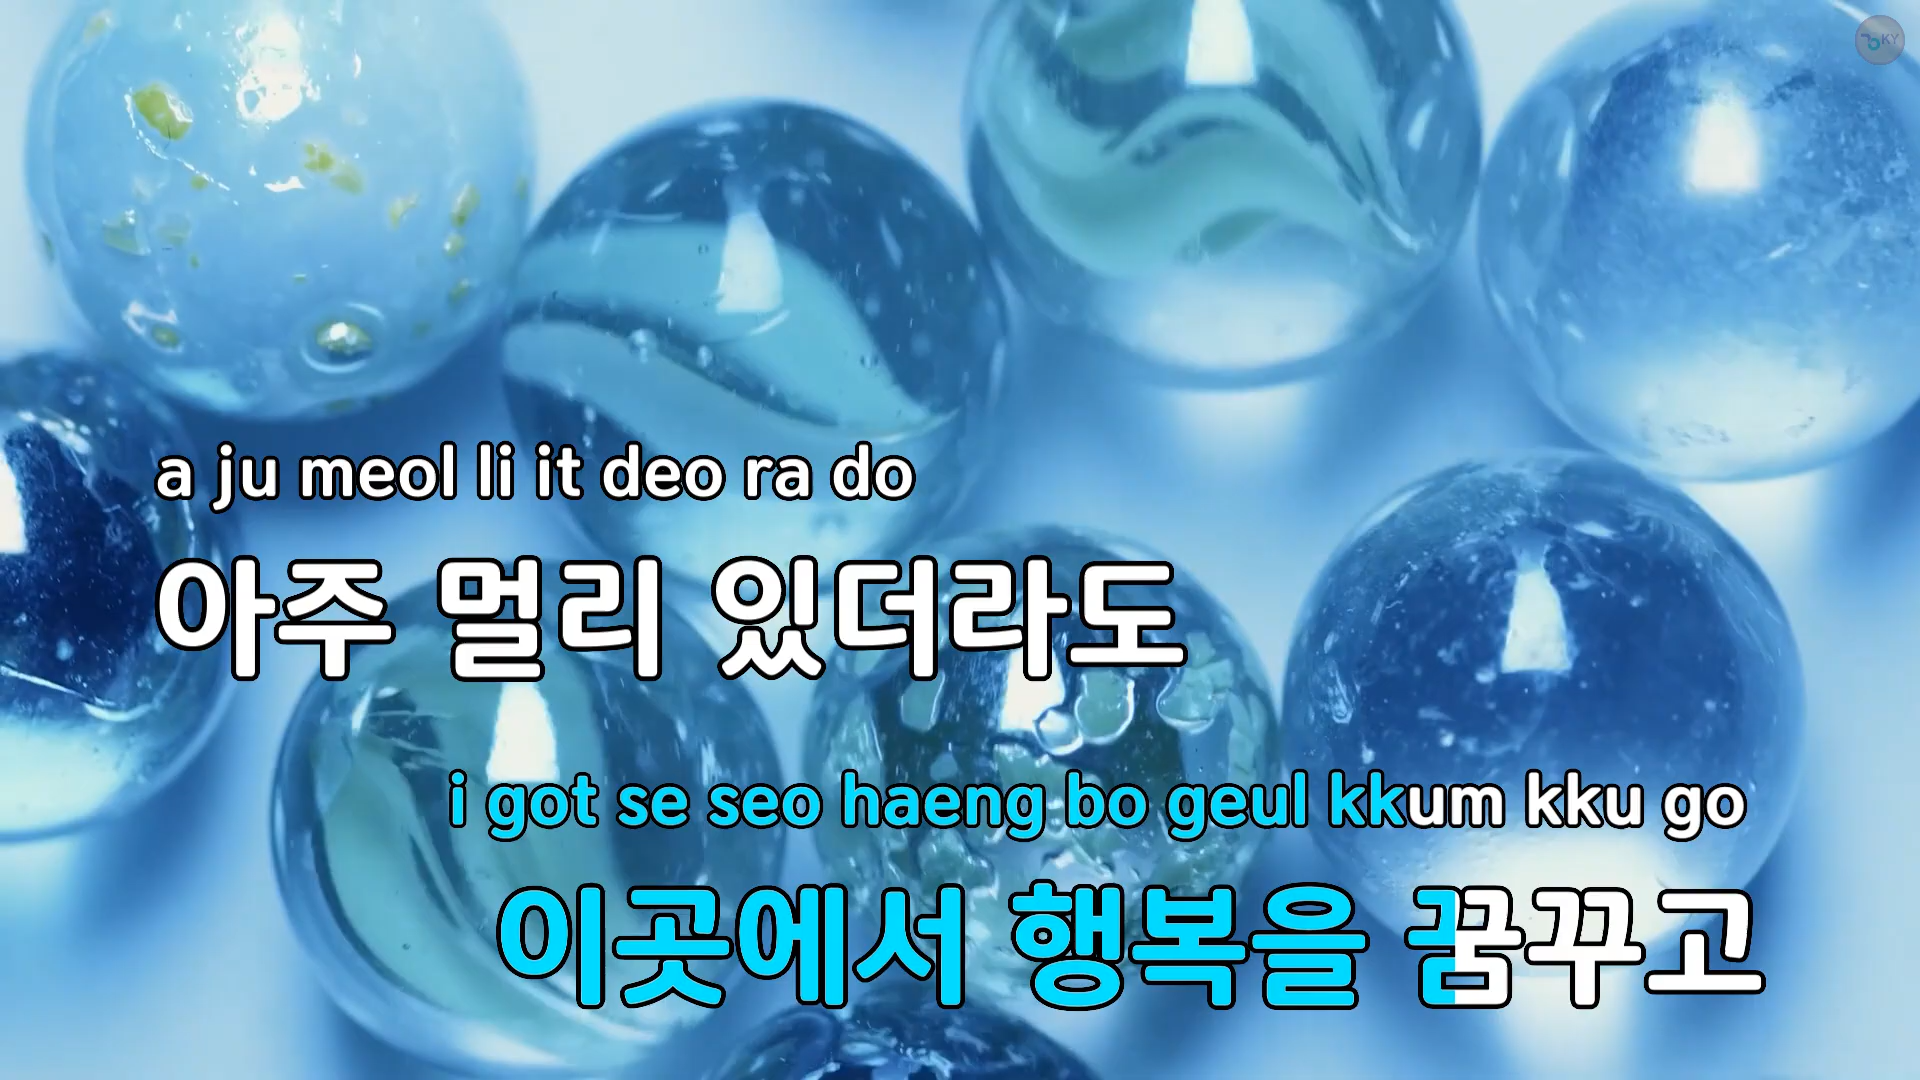 KY
a ju meol li it deo ra do
아주 멀리 있더라도
i got se seo haeng bo geul kkum kku go
이곳에서 행복을 꿈꾸고